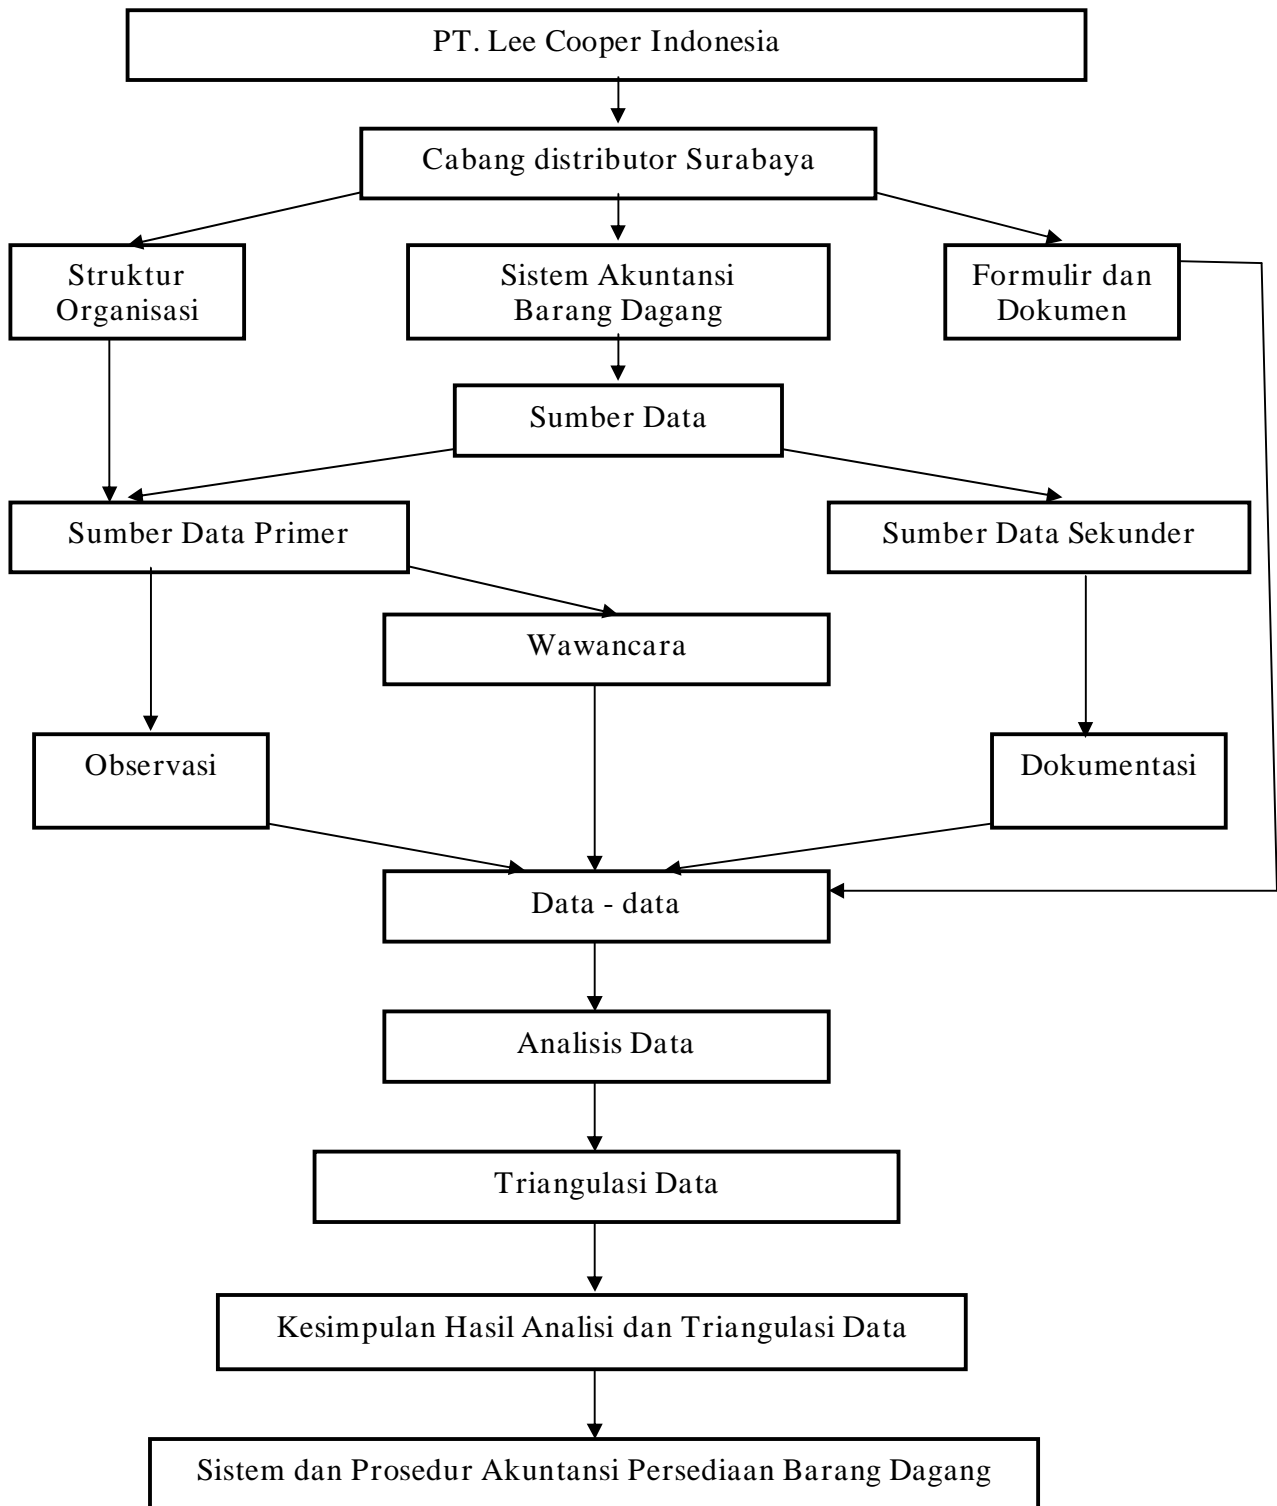 PT. Lee Cooper Indonesia
Cabang distributor Surabaya
Struktur
Organisasi
Sistem Akuntansi
Barang Dagang
Formulir dan
Dokumen
Sumber Data
Sumber Data Primer
Sumber Data Sekunder
Wawancara
Observasi
Dokumentasi
Data - data
Analisis Data
Triangulasi Data
Kesimpulan Hasil Analisi dan Triangulasi Data
Sistem dan Prosedur Akuntansi Persediaan Barang Dagang